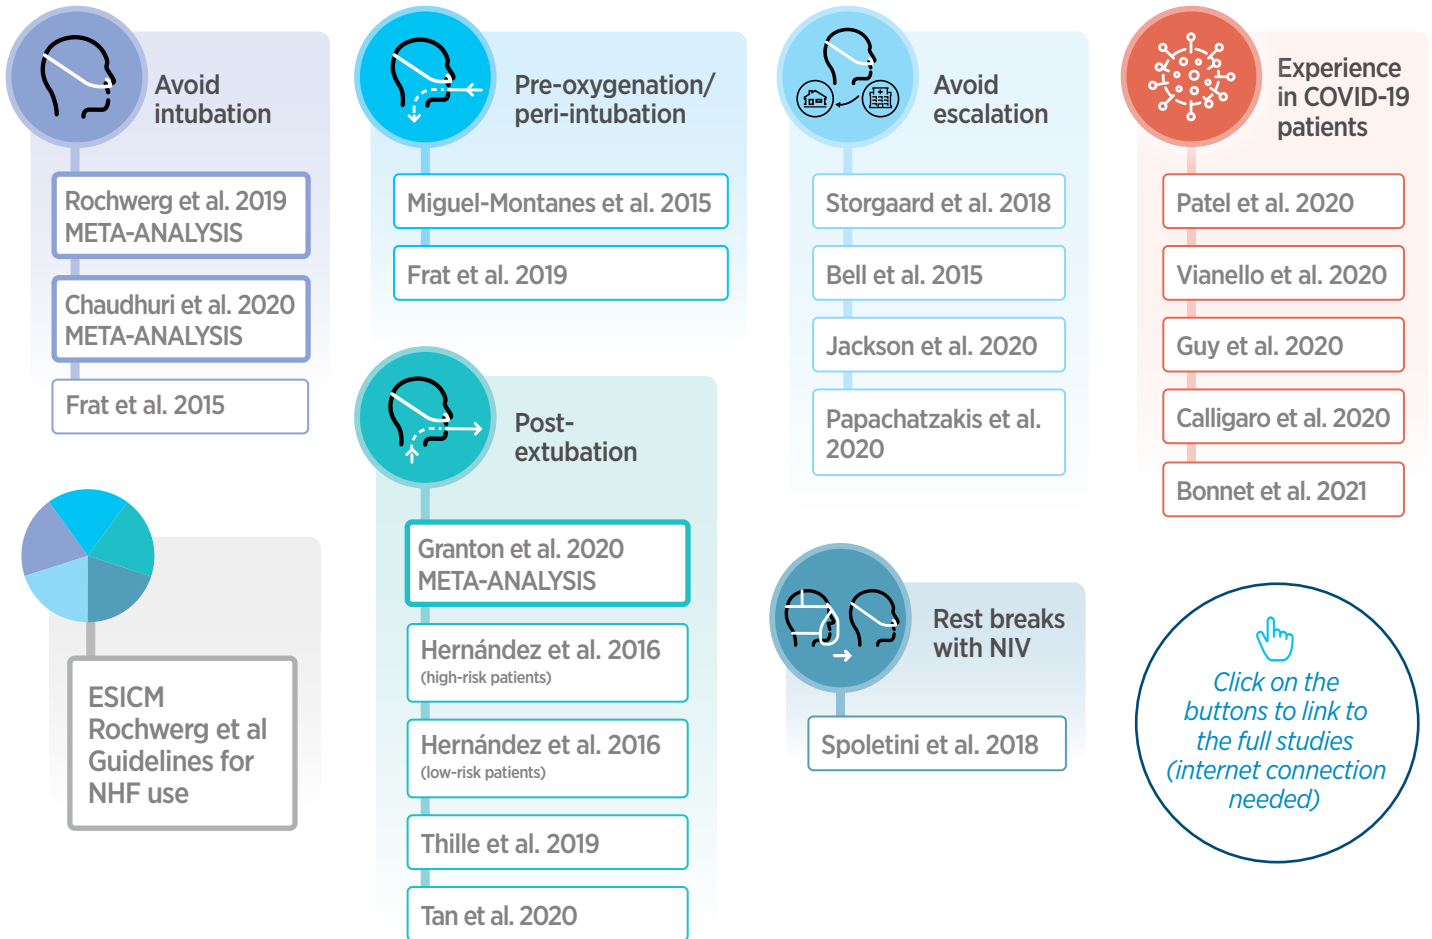 Avoid
intubation
Rochwerg et al. 2019
META-ANALYSIS
Chaudhuri et al. 2020
META-ANALYSIS
Frat et al. 2015
ESICM
Rochwerg et al
Guidelines for
NHF use
Pre-oxygenation/
peri-intubation
Miguel-Montanes et al. 2015
Frat et al. 2019
Post-
extubation
Granton et al. 2020
META-ANALYSIS
Hernández et al. 2016
(high-risk patients)
Hernández et al. 2016
(low-risk patients)
Thille et al. 2019
Tan et al. 2020
Avoid
escalation
Storgaard et al. 2018
Bell et al. 2015
Jackson et al. 2020
Papachatzakis et al.
2020
Rest breaks
with NIV
Spoletini et al. 2018
Experience
in COVID-19
patients
Patel et al. 2020
Vianello et al. 2020
Guy et al. 2020
Calligaro et al. 2020
Bonnet et al. 2021
Click on the
buttons to link to
the full studies
(internet connection
needed)